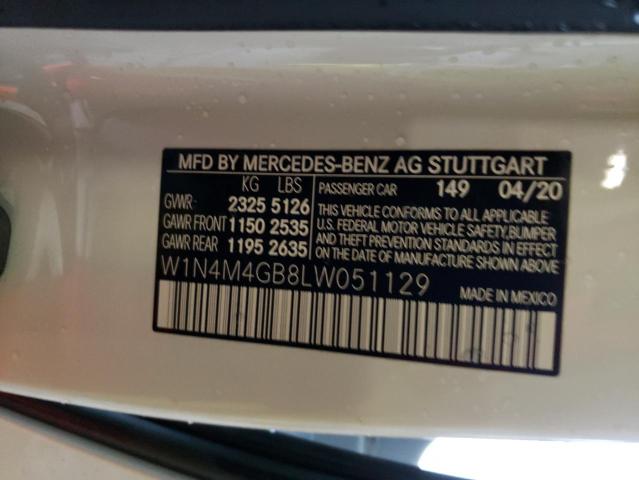 MFD BY MERCEDES-BENZ AG STUTTGART
KG LBS
GVWR: 2325 5126
GAWR FRONT 1150 2535
GAWR REAR 1195 2635
PASSENGER CAR 149 04/20
THIS VEHICLE CONFORMS TO ALL APPLICABLE
U.S. FEDERAL MOTOR VEHICLE SAFETY, BUMPER
AND THEFT PREVENTION STANDARDS IN EFFECT
ON THE DATE OF MANUFACTURE SHOWN ABOVE
W1N4M4GB8LW051129 MADE IN MEXICO